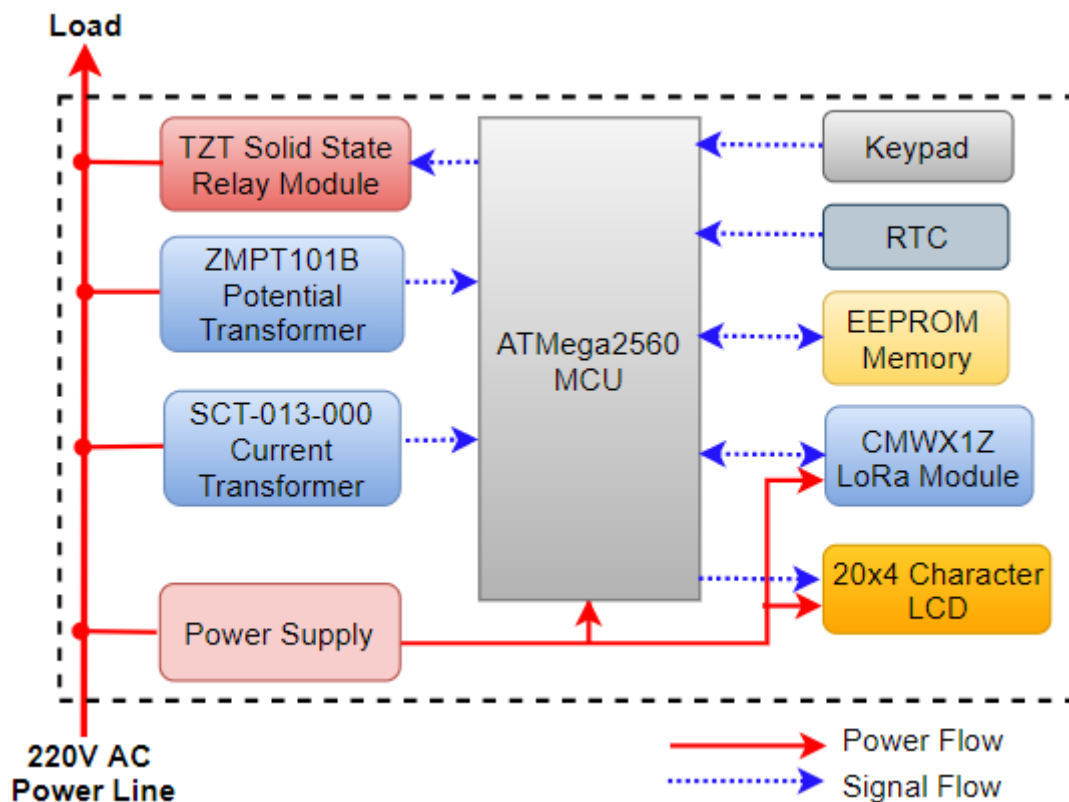 Load
TZT Solid State
Relay Module
ZMPT101B
Potential
Transformer
SCT-013-000
Current
Transformer
Power Supply
ATMega2560
MCU
Keypad
RTC
EEPROM
Memory
CMWX1Z
LoRa Module
20x4 Character
LCD
220V AC
Power Line
Power Flow
Signal Flow